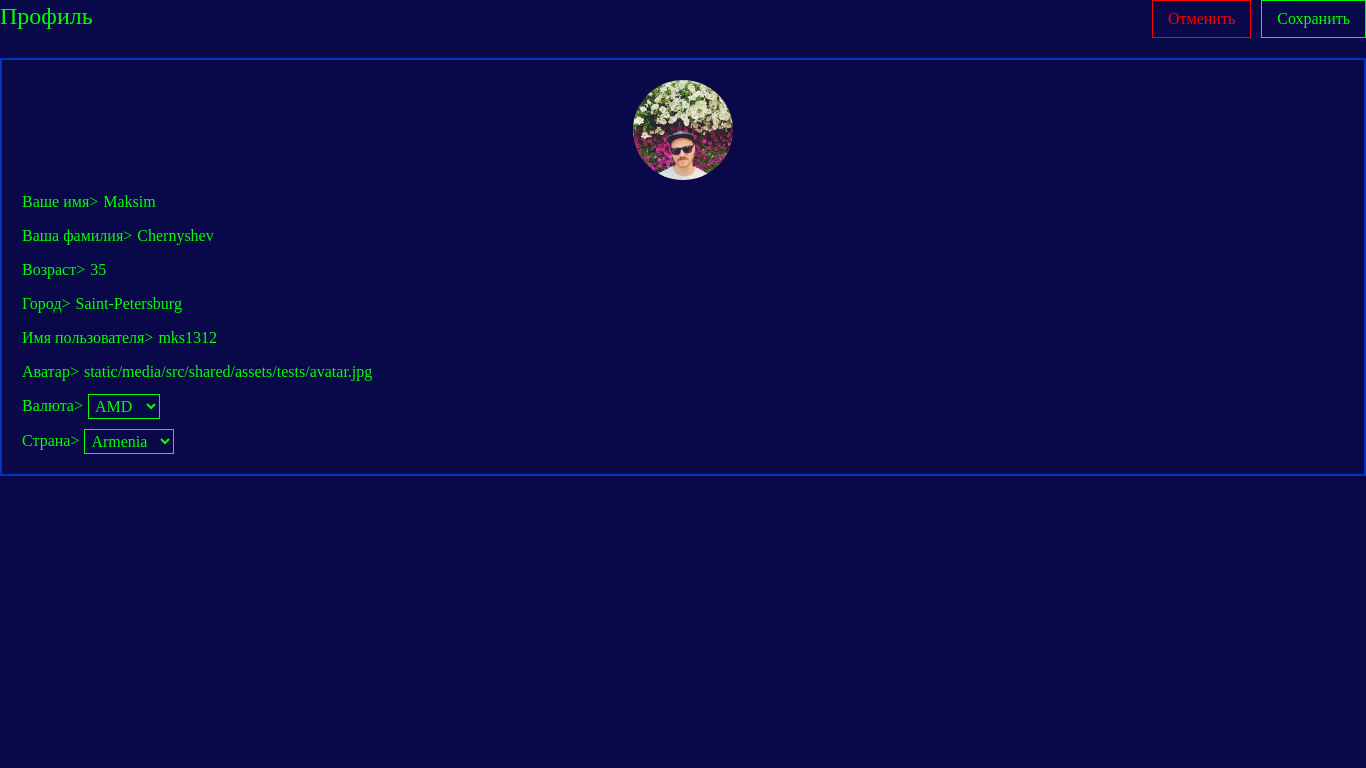 Профиль
Отменить
Сохранить
Ваше имя> Maksim
Ваша фамилия> Chernyshev
Возраст> 35
Город> Saint-Petersburg
Имя пользователя> mks1312
Аватар> static/media/src/shared/assets/tests/avatar.jpg
Валюта> AMD
Страна> Armenia